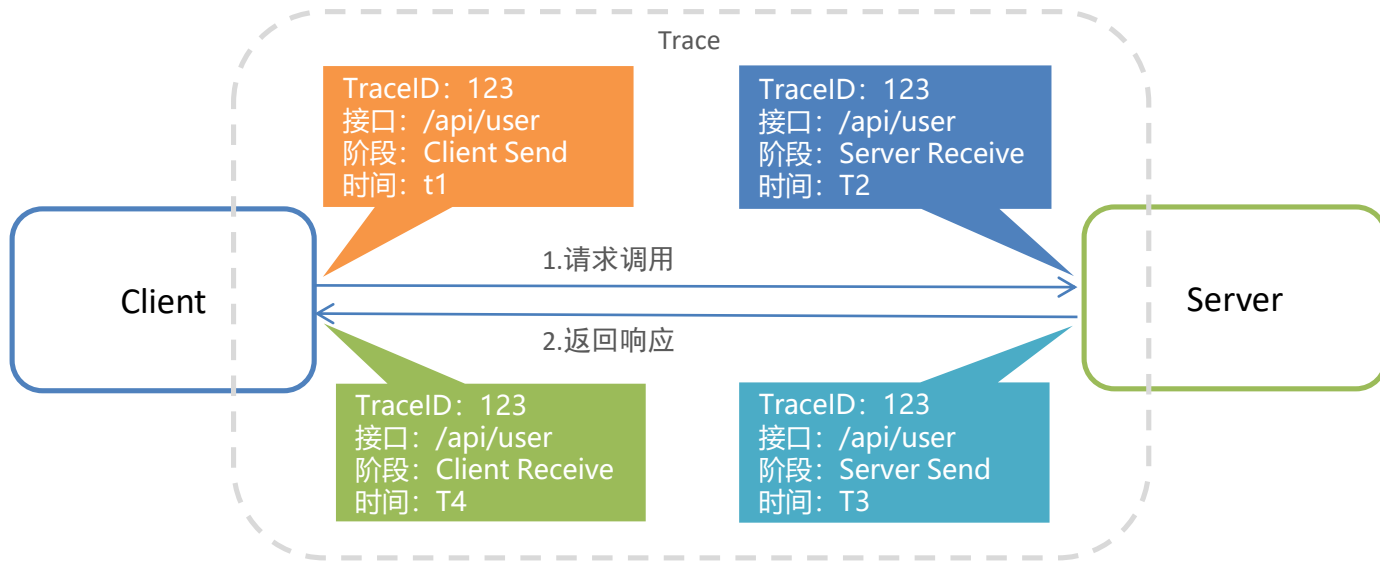 Trace
TraceID：123
接口：/api/user
阶段：Client Send
时间：t1
TraceID：123
接口：/api/user
阶段：Server Receive
时间：T2
1.请求调用
Client
Server
2.返回响应
TraceID：123
接口：/api/user
阶段：Client Receive
时间：T4
TraceID：123
接口：/api/user
阶段：Server Send
时间：T3